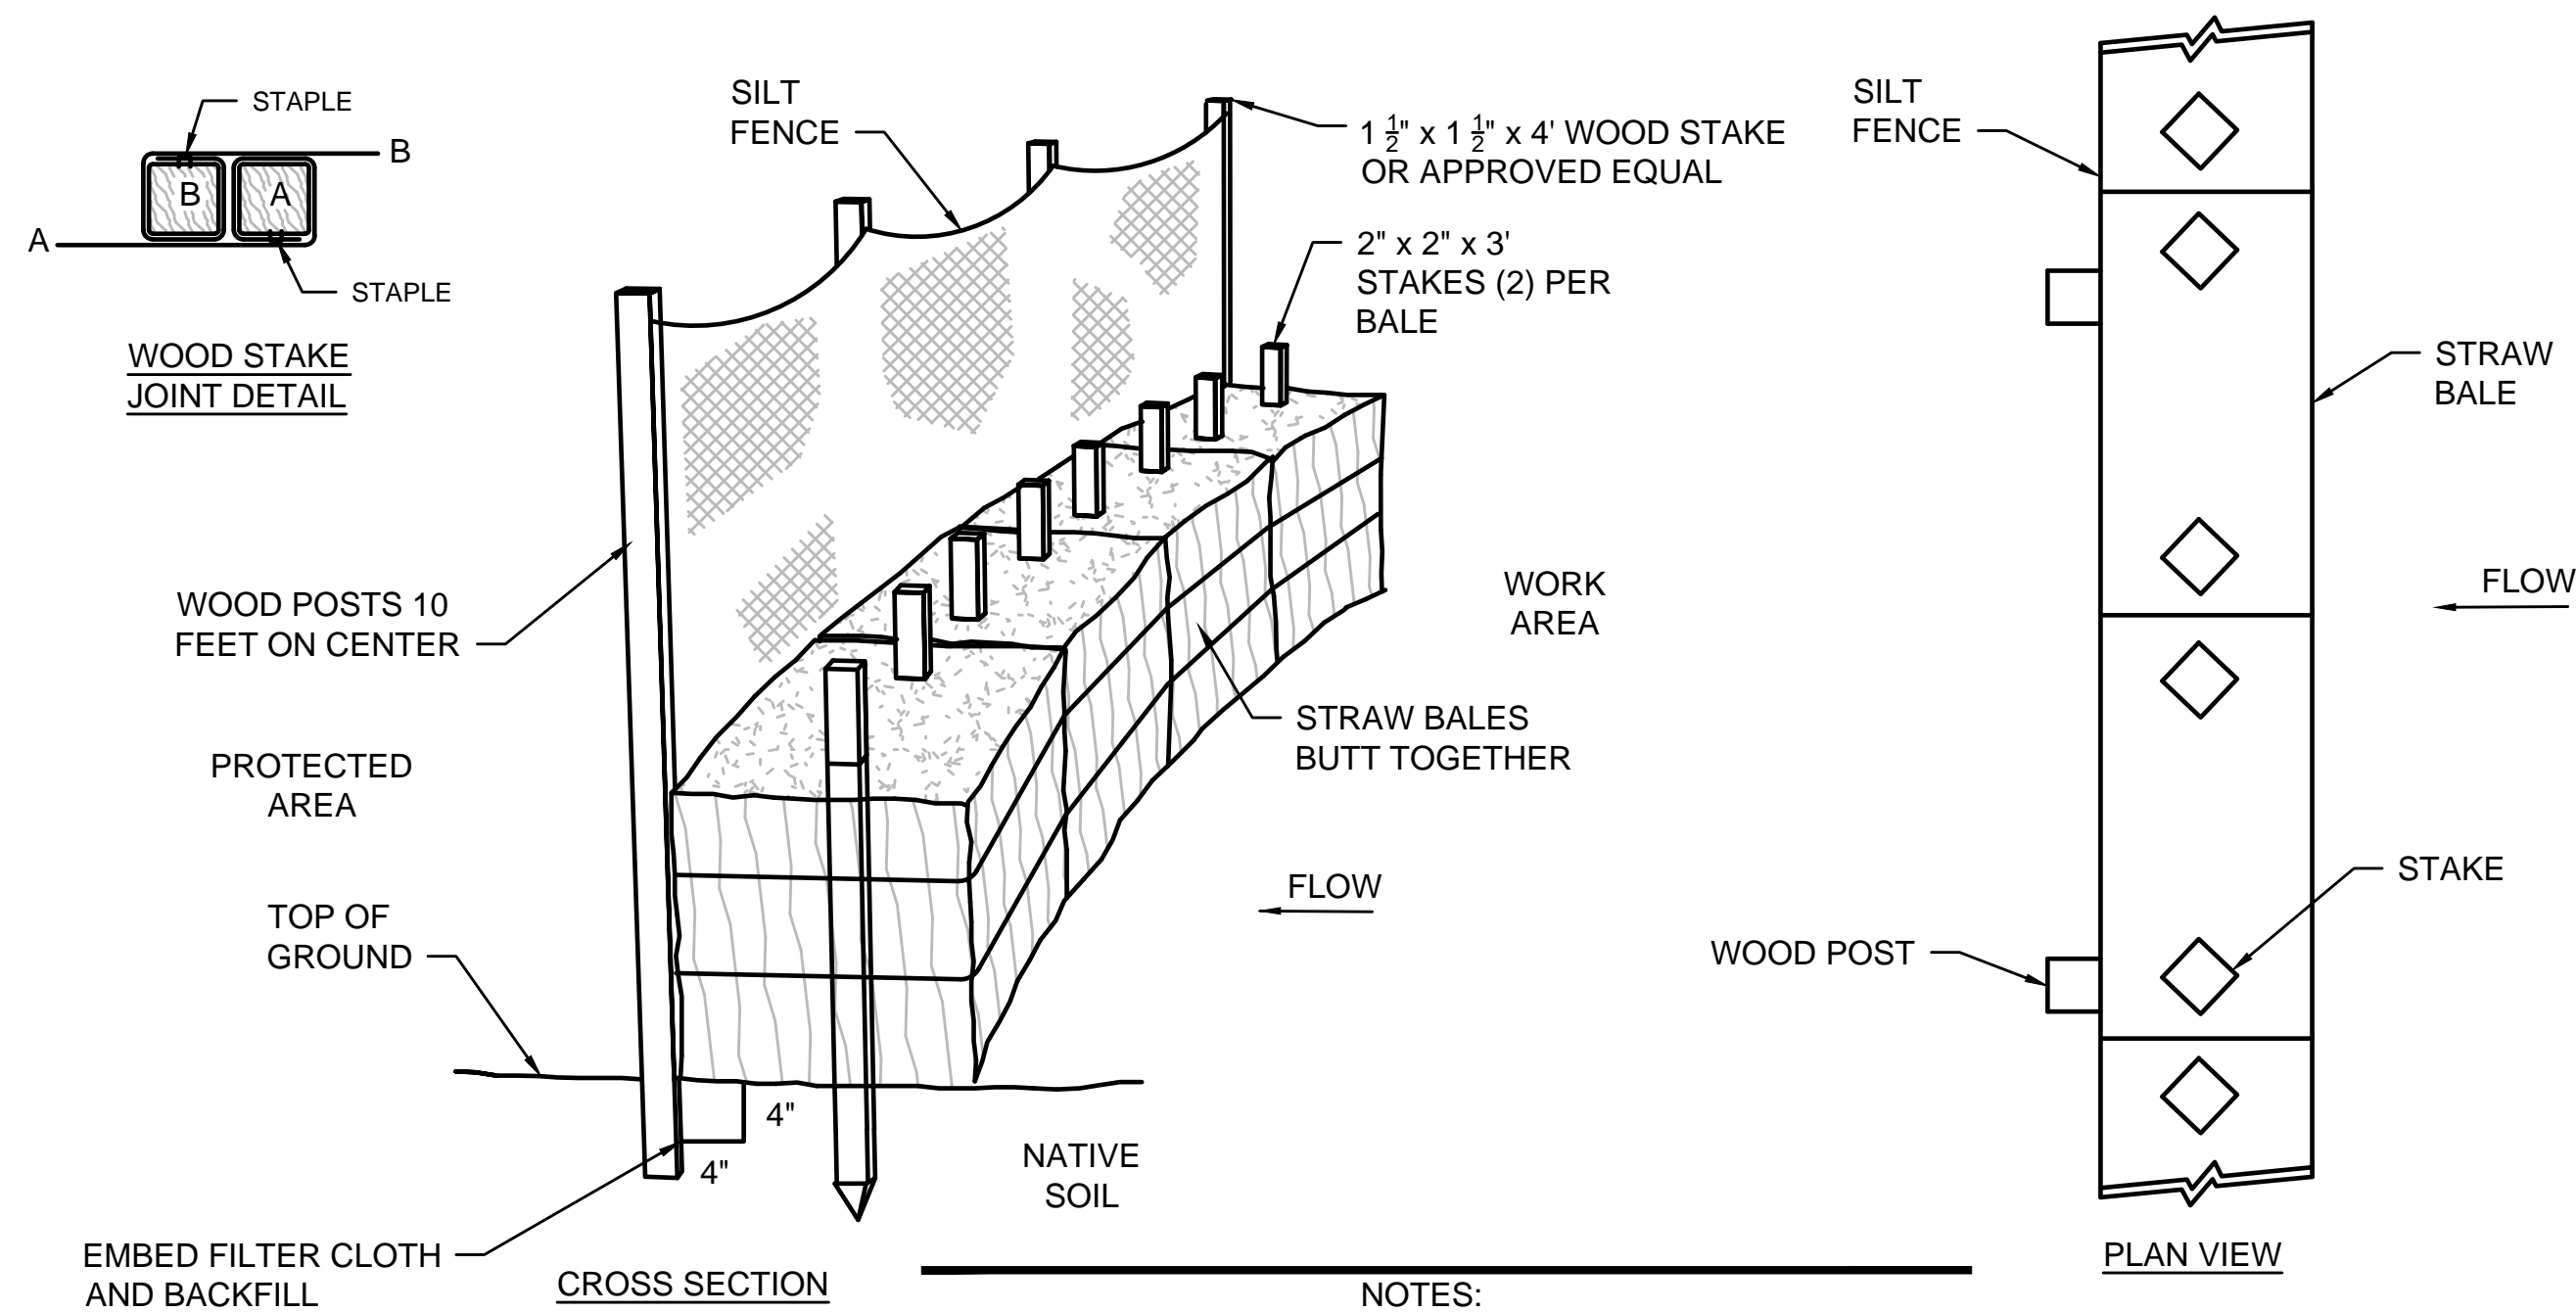 STAPLE
B
B
A
A
STAPLE
WOOD STAKE
JOINT DETAIL
SILT
FENCE
1 1/2" x 1 1/2" x 4' WOOD STAKE
OR APPROVED EQUAL
2" x 2" x 3'
STAKES (2) PER
BALE
WOOD POSTS 10
FEET ON CENTER
WORK
AREA
PROTECTED
AREA
STRAW BALES
BUTT TOGETHER
TOP OF
GROUND
FLOW
4"
4"
NATIVE
SOIL
EMBED FILTER CLOTH
AND BACKFILL
CROSS SECTION
NOTES:
SILT
FENCE
STRAW
BALE
FLOW
STAKE
WOOD POST
PLAN VIEW